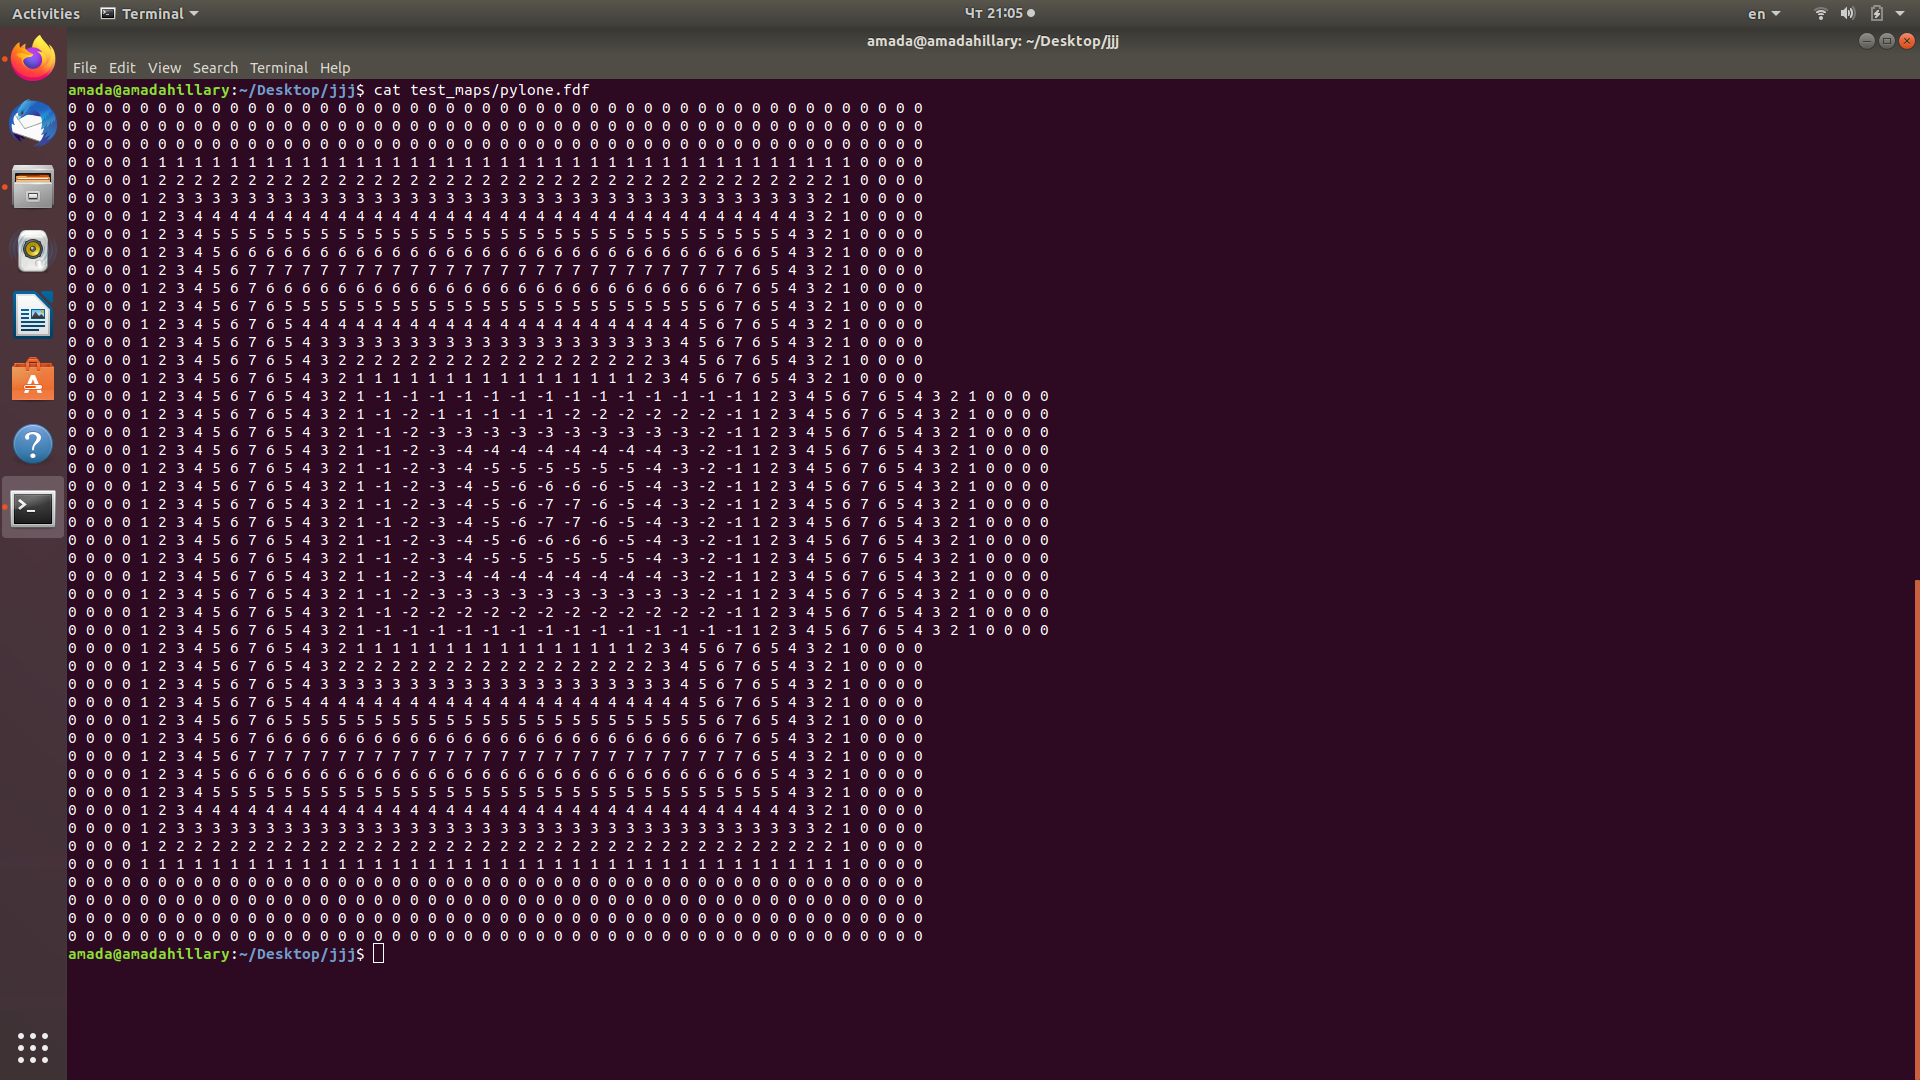 Activities Terminal Чт 21:05 en
amada@amadahillary: ~/Desktop/jjj
File Edit View Search Terminal Help
amada@amadahillary:~/Desktop/jjj$ cat test_maps/pylone.fdf
0 0 0 0 0 0 0 0 0 0 0 0 0 0 0 0 0 0 0 0 0 0 0 0 0 0 0 0 0 0 0 0 0 0 0 0 0 0 0 0 0 0 0 0 0 0 0 0
0 0 0 0 0 0 0 0 0 0 0 0 0 0 0 0 0 0 0 0 0 0 0 0 0 0 0 0 0 0 0 0 0 0 0 0 0 0 0 0 0 0 0 0 0 0 0 0
0 0 0 0 0 0 0 0 0 0 0 0 0 0 0 0 0 0 0 0 0 0 0 0 0 0 0 0 0 0 0 0 0 0 0 0 0 0 0 0 0 0 0 0 0 0 0 0
0 0 0 0 1 1 1 1 1 1 1 1 1 1 1 1 1 1 1 1 1 1 1 1 1 1 1 1 1 1 1 1 1 1 1 1 1 1 1 1 1 1 1 1 0 0 0 0
0 0 0 0 1 2 2 2 2 2 2 2 2 2 2 2 2 2 2 2 2 2 2 2 2 2 2 2 2 2 2 2 2 2 2 2 2 2 2 2 2 2 2 1 0 0 0 0
0 0 0 0 1 2 3 3 3 3 3 3 3 3 3 3 3 3 3 3 3 3 3 3 3 3 3 3 3 3 3 3 3 3 3 3 3 3 3 3 3 3 2 1 0 0 0 0
0 0 0 0 1 2 3 4 4 4 4 4 4 4 4 4 4 4 4 4 4 4 4 4 4 4 4 4 4 4 4 4 4 4 4 4 4 4 4 4 4 3 2 1 0 0 0 0
0 0 0 0 1 2 3 4 5 5 5 5 5 5 5 5 5 5 5 5 5 5 5 5 5 5 5 5 5 5 5 5 5 5 5 5 5 5 5 5 4 3 2 1 0 0 0 0
0 0 0 0 1 2 3 4 5 6 6 6 6 6 6 6 6 6 6 6 6 6 6 6 6 6 6 6 6 6 6 6 6 6 6 6 6 6 6 5 4 3 2 1 0 0 0 0
0 0 0 0 1 2 3 4 5 6 7 7 7 7 7 7 7 7 7 7 7 7 7 7 7 7 7 7 7 7 7 7 7 7 7 7 7 7 6 5 4 3 2 1 0 0 0 0
0 0 0 0 1 2 3 4 5 6 7 6 6 6 6 6 6 6 6 6 6 6 6 6 6 6 6 6 6 6 6 6 6 6 6 6 6 7 6 5 4 3 2 1 0 0 0 0
0 0 0 0 1 2 3 4 5 6 7 6 5 5 5 5 5 5 5 5 5 5 5 5 5 5 5 5 5 5 5 5 5 5 5 5 6 7 6 5 4 3 2 1 0 0 0 0
0 0 0 0 1 2 3 4 5 6 7 6 5 4 4 4 4 4 4 4 4 4 4 4 4 4 4 4 4 4 4 4 4 4 4 5 6 7 6 5 4 3 2 1 0 0 0 0
0 0 0 0 1 2 3 4 5 6 7 6 5 4 3 3 3 3 3 3 3 3 3 3 3 3 3 3 3 3 3 3 3 3 4 5 6 7 6 5 4 3 2 1 0 0 0 0
0 0 0 0 1 2 3 4 5 6 7 6 5 4 3 2 2 2 2 2 2 2 2 2 2 2 2 2 2 2 2 2 2 3 4 5 6 7 6 5 4 3 2 1 0 0 0 0
0 0 0 0 1 2 3 4 5 6 7 6 5 4 3 2 1 1 1 1 1 1 1 1 1 1 1 1 1 1 1 1 2 3 4 5 6 7 6 5 4 3 2 1 0 0 0 0
0 0 0 0 1 2 3 4 5 6 7 6 5 4 3 2 1 -1 -1 -1 -1 -1 -1 -1 -1 -1 -1 -1 -1 -1 -1 1 2 3 4 5 6 7 6 5 4 3 2 1 0 0 0 0
0 0 0 0 1 2 3 4 5 6 7 6 5 4 3 2 1 -1 -2 -1 -1 -1 -1 -1 -2 -2 -2 -2 -2 -2 -1 1 2 3 4 5 6 7 6 5 4 3 2 1 0 0 0 0
0 0 0 0 1 2 3 4 5 6 7 6 5 4 3 2 1 -1 -2 -3 -3 -3 -3 -3 -3 -3 -3 -3 -3 -2 -1 1 2 3 4 5 6 7 6 5 4 3 2 1 0 0 0 0
0 0 0 0 1 2 3 4 5 6 7 6 5 4 3 2 1 -1 -2 -3 -4 -4 -4 -4 -4 -4 -4 -4 -3 -2 -1 1 2 3 4 5 6 7 6 5 4 3 2 1 0 0 0 0
0 0 0 0 1 2 3 4 5 6 7 6 5 4 3 2 1 -1 -2 -3 -4 -5 -5 -5 -5 -5 -5 -4 -3 -2 -1 1 2 3 4 5 6 7 6 5 4 3 2 1 0 0 0 0
0 0 0 0 1 2 3 4 5 6 7 6 5 4 3 2 1 -1 -2 -3 -4 -5 -6 -6 -6 -6 -5 -4 -3 -2 -1 1 2 3 4 5 6 7 6 5 4 3 2 1 0 0 0 0
0 0 0 0 1 2 3 4 5 6 7 6 5 4 3 2 1 -1 -2 -3 -4 -5 -6 -7 -7 -6 -5 -4 -3 -2 -1 1 2 3 4 5 6 7 6 5 4 3 2 1 0 0 0 0
0 0 0 0 1 2 3 4 5 6 7 6 5 4 3 2 1 -1 -2 -3 -4 -5 -6 -7 -7 -6 -5 -4 -3 -2 -1 1 2 3 4 5 6 7 6 5 4 3 2 1 0 0 0 0
0 0 0 0 1 2 3 4 5 6 7 6 5 4 3 2 1 -1 -2 -3 -4 -5 -6 -6 -6 -6 -5 -4 -3 -2 -1 1 2 3 4 5 6 7 6 5 4 3 2 1 0 0 0 0
0 0 0 0 1 2 3 4 5 6 7 6 5 4 3 2 1 -1 -2 -3 -4 -5 -5 -5 -5 -5 -5 -4 -3 -2 -1 1 2 3 4 5 6 7 6 5 4 3 2 1 0 0 0 0
0 0 0 0 1 2 3 4 5 6 7 6 5 4 3 2 1 -1 -2 -3 -4 -4 -4 -4 -4 -4 -4 -4 -3 -2 -1 1 2 3 4 5 6 7 6 5 4 3 2 1 0 0 0 0
0 0 0 0 1 2 3 4 5 6 7 6 5 4 3 2 1 -1 -2 -3 -3 -3 -3 -3 -3 -3 -3 -3 -3 -2 -1 1 2 3 4 5 6 7 6 5 4 3 2 1 0 0 0 0
0 0 0 0 1 2 3 4 5 6 7 6 5 4 3 2 1 -1 -2 -2 -2 -2 -2 -2 -2 -2 -2 -2 -2 -2 -1 1 2 3 4 5 6 7 6 5 4 3 2 1 0 0 0 0
0 0 0 0 1 2 3 4 5 6 7 6 5 4 3 2 1 -1 -1 -1 -1 -1 -1 -1 -1 -1 -1 -1 -1 -1 -1 1 2 3 4 5 6 7 6 5 4 3 2 1 0 0 0 0
0 0 0 0 1 2 3 4 5 6 7 6 5 4 3 2 1 1 1 1 1 1 1 1 1 1 1 1 1 1 1 1 2 3 4 5 6 7 6 5 4 3 2 1 0 0 0 0
0 0 0 0 1 2 3 4 5 6 7 6 5 4 3 2 2 2 2 2 2 2 2 2 2 2 2 2 2 2 2 2 2 3 4 5 6 7 6 5 4 3 2 1 0 0 0 0
0 0 0 0 1 2 3 4 5 6 7 6 5 4 3 3 3 3 3 3 3 3 3 3 3 3 3 3 3 3 3 3 3 3 4 5 6 7 6 5 4 3 2 1 0 0 0 0
0 0 0 0 1 2 3 4 5 6 7 6 5 4 4 4 4 4 4 4 4 4 4 4 4 4 4 4 4 4 4 4 4 4 4 5 6 7 6 5 4 3 2 1 0 0 0 0
0 0 0 0 1 2 3 4 5 6 7 6 5 5 5 5 5 5 5 5 5 5 5 5 5 5 5 5 5 5 5 5 5 5 5 5 6 7 6 5 4 3 2 1 0 0 0 0
0 0 0 0 1 2 3 4 5 6 7 6 6 6 6 6 6 6 6 6 6 6 6 6 6 6 6 6 6 6 6 6 6 6 6 6 6 7 6 5 4 3 2 1 0 0 0 0
0 0 0 0 1 2 3 4 5 6 7 7 7 7 7 7 7 7 7 7 7 7 7 7 7 7 7 7 7 7 7 7 7 7 7 7 7 7 6 5 4 3 2 1 0 0 0 0
0 0 0 0 1 2 3 4 5 6 6 6 6 6 6 6 6 6 6 6 6 6 6 6 6 6 6 6 6 6 6 6 6 6 6 6 6 6 6 5 4 3 2 1 0 0 0 0
0 0 0 0 1 2 3 4 5 5 5 5 5 5 5 5 5 5 5 5 5 5 5 5 5 5 5 5 5 5 5 5 5 5 5 5 5 5 5 5 4 3 2 1 0 0 0 0
0 0 0 0 1 2 3 4 4 4 4 4 4 4 4 4 4 4 4 4 4 4 4 4 4 4 4 4 4 4 4 4 4 4 4 4 4 4 4 4 4 3 2 1 0 0 0 0
0 0 0 0 1 2 3 3 3 3 3 3 3 3 3 3 3 3 3 3 3 3 3 3 3 3 3 3 3 3 3 3 3 3 3 3 3 3 3 3 3 3 2 1 0 0 0 0
0 0 0 0 1 2 2 2 2 2 2 2 2 2 2 2 2 2 2 2 2 2 2 2 2 2 2 2 2 2 2 2 2 2 2 2 2 2 2 2 2 2 2 1 0 0 0 0
0 0 0 0 1 1 1 1 1 1 1 1 1 1 1 1 1 1 1 1 1 1 1 1 1 1 1 1 1 1 1 1 1 1 1 1 1 1 1 1 1 1 1 1 0 0 0 0
0 0 0 0 0 0 0 0 0 0 0 0 0 0 0 0 0 0 0 0 0 0 0 0 0 0 0 0 0 0 0 0 0 0 0 0 0 0 0 0 0 0 0 0 0 0 0 0
0 0 0 0 0 0 0 0 0 0 0 0 0 0 0 0 0 0 0 0 0 0 0 0 0 0 0 0 0 0 0 0 0 0 0 0 0 0 0 0 0 0 0 0 0 0 0 0
0 0 0 0 0 0 0 0 0 0 0 0 0 0 0 0 0 0 0 0 0 0 0 0 0 0 0 0 0 0 0 0 0 0 0 0 0 0 0 0 0 0 0 0 0 0 0 0
0 0 0 0 0 0 0 0 0 0 0 0 0 0 0 0 0 0 0 0 0 0 0 0 0 0 0 0 0 0 0 0 0 0 0 0 0 0 0 0 0 0 0 0 0 0 0 0
amada@amadahillary:~/Desktop/jjj$